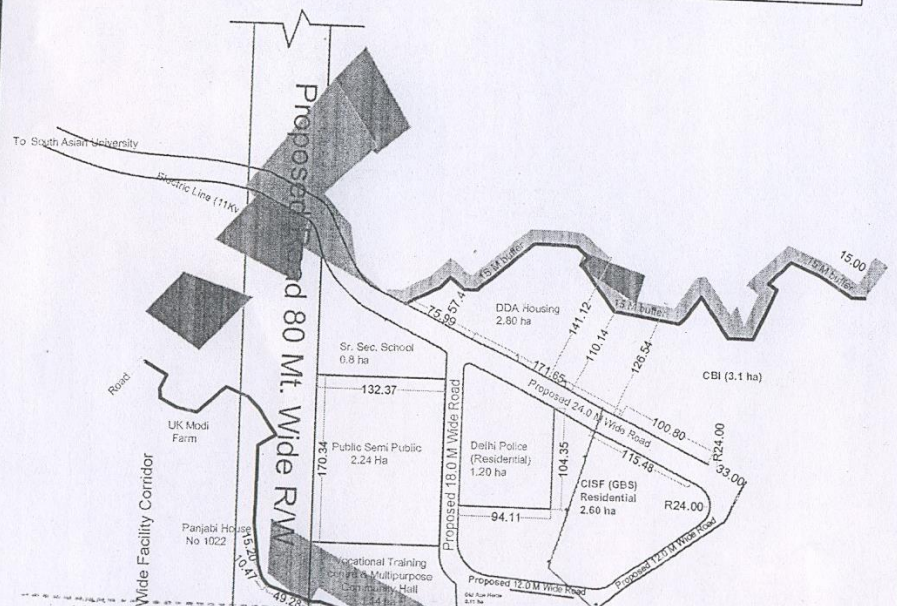 To South Asian University
Electric Line (11Kv
Proposed Road 80 Mt. Wide R/W
15 M buffer
15 M buffer
15 M buffer
15.00
57.4
75.99
DDA Housing
2.80 ha
141.12
110.14
126.54
CBI (3.1 ha)
Sr. Sec. School
0.8 ha
132.37
171.65
Proposed 24.0 M Wide Road
100.80
R24.00
33.00
Road
UK Modi
Farm
Public Semi Public
2.24 Ha
170.34
Proposed 18.0 M Wide Road
Delhi Police
(Residential)
1.20 ha
104.35
94.11
115.48
CISF (GBS)
Residential
2.60 ha
R24.00
Wide Facility Corridor
Panjabi House
No 1022
15.20
10.47
49.28
Vocational Training
Multipurpose
Community Hall
Proposed 12.0 M Wide Road
Proposed 12.0 M Wide Road